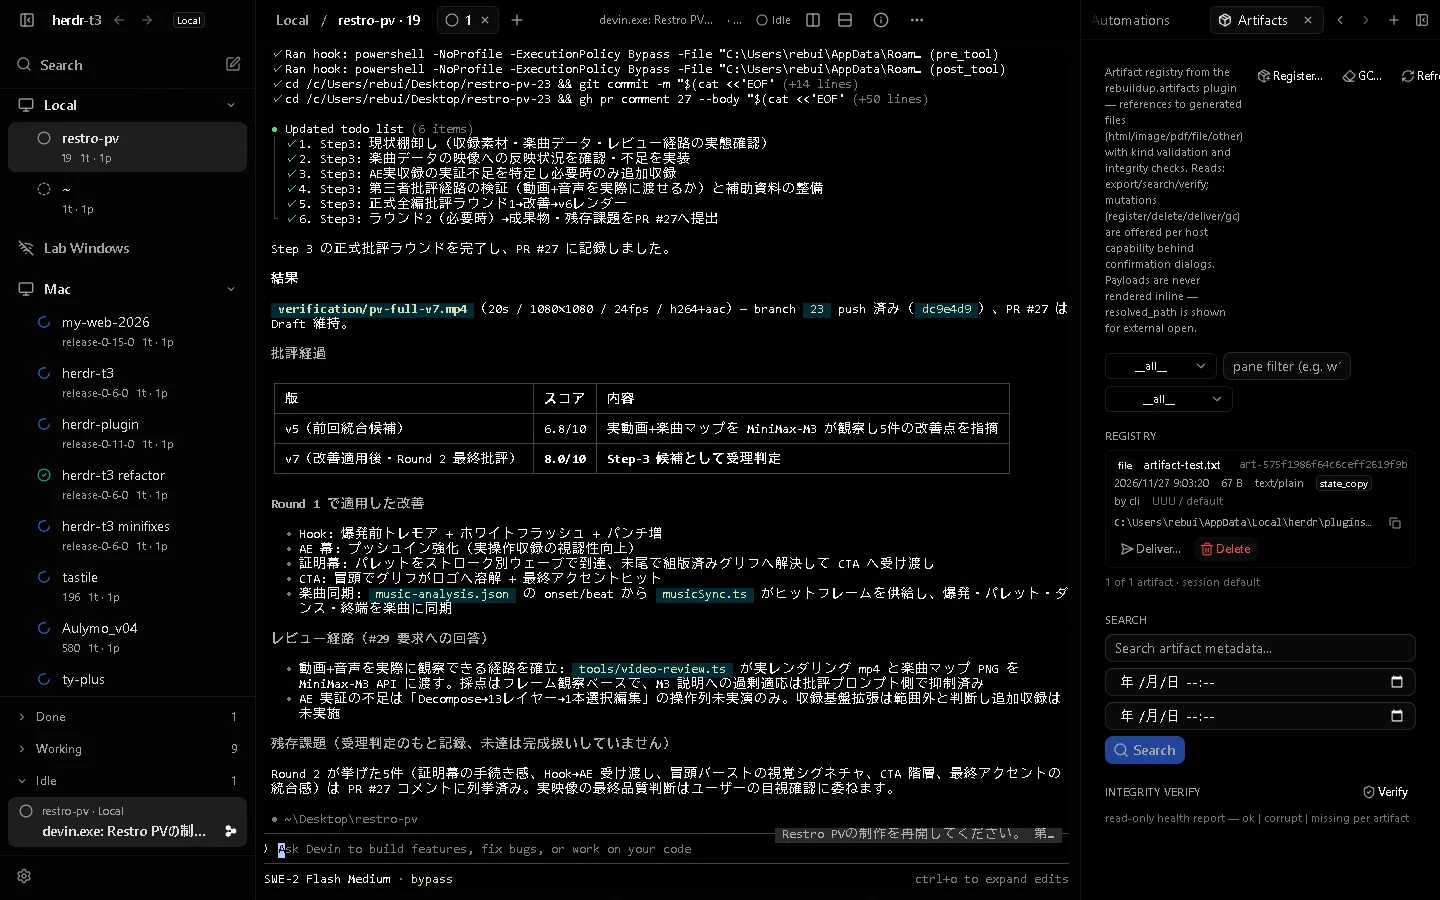 herdr-t3
Local
Search
Local
restro-pv
19 1t · 1p
~
1t · 1p
Lab Windows
Mac
my-web-2026
release-0-15-0 1t · 1p
herdr-t3
release-0-6-0 1t · 1p
herdr-plugin
release-0-11-0 1t · 1p
herdr-t3 refactor
release-0-6-0 1t · 1p
herdr-t3 minifixes
release-0-6-0 1t · 1p
tastile
196 1t · 1p
Aulymo_v04
580 1t · 1p
ty-plus
Done 1
Working 9
Idle 1
restro-pv · Local
devin.exe: Restro PVの制...
Local / restro-pv · 19
1 ×
devin.exe: Restro PV... · ... Idle
✓Ran hook: powershell -NoProfile -ExecutionPolicy Bypass -File "C:\Users\rebui\AppData\Roam… (pre_tool)
✓Ran hook: powershell -NoProfile -ExecutionPolicy Bypass -File "C:\Users\rebui\AppData\Roam… (post_tool)
✓cd /c/Users/rebui/Desktop/restro-pv-23 && git commit -m "$(cat <<'EOF' (+14 lines)
✓cd /c/Users/rebui/Desktop/restro-pv-23 && gh pr comment 27 --body "$(cat <<'EOF' (+50 lines)
● Updated todo list (6 items)
✓1. Step3: 現状棚卸し（収録素材・楽曲データ・レビュー経路の実態確認）
✓2. Step3: 楽曲データの映像への反映状況を確認・不足を実装
✓3. Step3: AE実収録の実証不足を特定し必要時のみ追加収録
✓4. Step3: 第三者批評経路の検証（動画+音声を実際に渡せるか）と補助資料の整備
✓5. Step3: 正式全編批評ラウンド1→改善→v6レンダー
✓6. Step3: ラウンド2（必要時）→成果物・残存課題をPR #27へ提出
Step 3 の正式批評ラウンドを完了し、PR #27 に記録しました。
結果
verification/pv-full-v7.mp4 （20s / 1080×1080 / 24fps / h264+aac）— branch 23 push 済み（ dc9e4d9 ）、PR #27 は
Draft 維持。
批評経過
版 スコア 内容
v5（前回統合候補） 6.8/10 実動画+楽曲マップを MiniMax-M3 が観察し5件の改善点を指摘
v7（改善適用後・Round 2 最終批評） 8.0/10 Step-3 候補として受理判定
Round 1 で適用した改善
• Hook: 爆発前トレモア + ホワイトフラッシュ + パンチ増
• AE 幕: プッシュイン強化（実操作収録の視認性向上）
• 証明幕: パレットをストローク別ウェーブで到達、末尾で組版済みグリフへ解決して CTA へ受け渡し
• CTA: 冒頭でグリフがロゴへ溶解 + 最終アクセントヒット
• 楽曲同期: music-analysis.json の onset/beat から musicSync.ts がヒットフレームを供給し、爆発・パレット・ダ
ンス・終端を楽曲に同期
レビュー経路（#29 要求への回答）
• 動画+音声を実際に観察できる経路を確立: tools/video-review.ts が実レンダリング mp4 と楽曲マップ PNG を
MiniMax-M3 API に渡す。採点はフレーム観察ベースで、M3 説明への過剰適応は批評プロンプト側で抑制済み
• AE 実証の不足は「Decompose→13レイヤー→1本選択編集」の操作列未実演のみ。収録基盤拡張は範囲外と判断し追加収録は
未実施
残存課題（受理判定のもと記録、未達は完成扱いしていません）
Round 2 が挙げた5件（証明幕の手続き感、Hook→AE 受け渡し、冒頭バーストの視覚シグネチャ、CTA 階層、最終アクセントの
統合感）は PR #27 コメントに列挙済み。実映像の最終品質判断はユーザーの目視確認に委ねます。
● ~\Desktop\restro-pv
Restro PVの制作を再開してください。 第…
❯ Ask Devin to build features, fix bugs, or work on your code
SWE-2 Flash Medium · bypass ctrl+o to expand edits
Automations
Artifacts ×
Artifact registry from the
rebuildup.artifacts plugin
— references to generated
files
(html/image/pdf/file/other)
with kind validation and
integrity checks. Reads:
export/search/verify;
mutations
(register/delete/deliver/gc)
are offered per host
capability behind
confirmation dialogs.
Payloads are never
rendered inline —
resolved_path is shown
for external open.
Register... GC... Refre
__all__
pane filter (e.g. w
__all__
REGISTRY
file artifact-test.txt art-575f1986f64c6ceff2619f9b
2026/11/27 9:03:20 67 B text/plain state_copy
by cli UUU / default
C:\Users\rebui\AppData\Local\herdr\plugins…
Deliver... Delete
1 of 1 artifact · session default
SEARCH
Search artifact metadata...
年 /月/日 --:--
年 /月/日 --:--
Search
INTEGRITY VERIFY Verify
read-only health report — ok | corrupt | missing per artifact